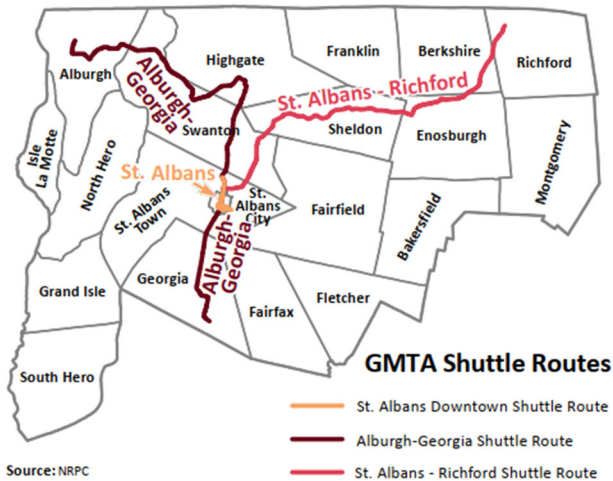 Franklin
Berkshire
Richford
Highgate
Alburgh
Alburgh-
Georgia
St. Albans - Richford
Swanton
Sheldon
Enosburgh
Montgomery
Isle
La Motte
North Hero
St. Albans
St. Albans
Town
St.
Albans
City
Fairfield
Bakersfield
Alburgh-
Georgia
Georgia
Grand Isle
Fairfax
Fletcher
South Hero
GMTA Shuttle Routes
St. Albans Downtown Shuttle Route
Alburgh-Georgia Shuttle Route
St. Albans - Richford Shuttle Route
Source: NRPC